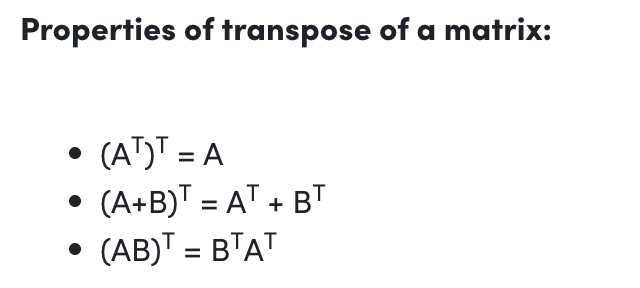 Properties of transpose of a matrix:
• (Aᵀ)ᵀ = A
• (A+B)ᵀ = Aᵀ + Bᵀ
• (AB)ᵀ = BᵀAᵀ